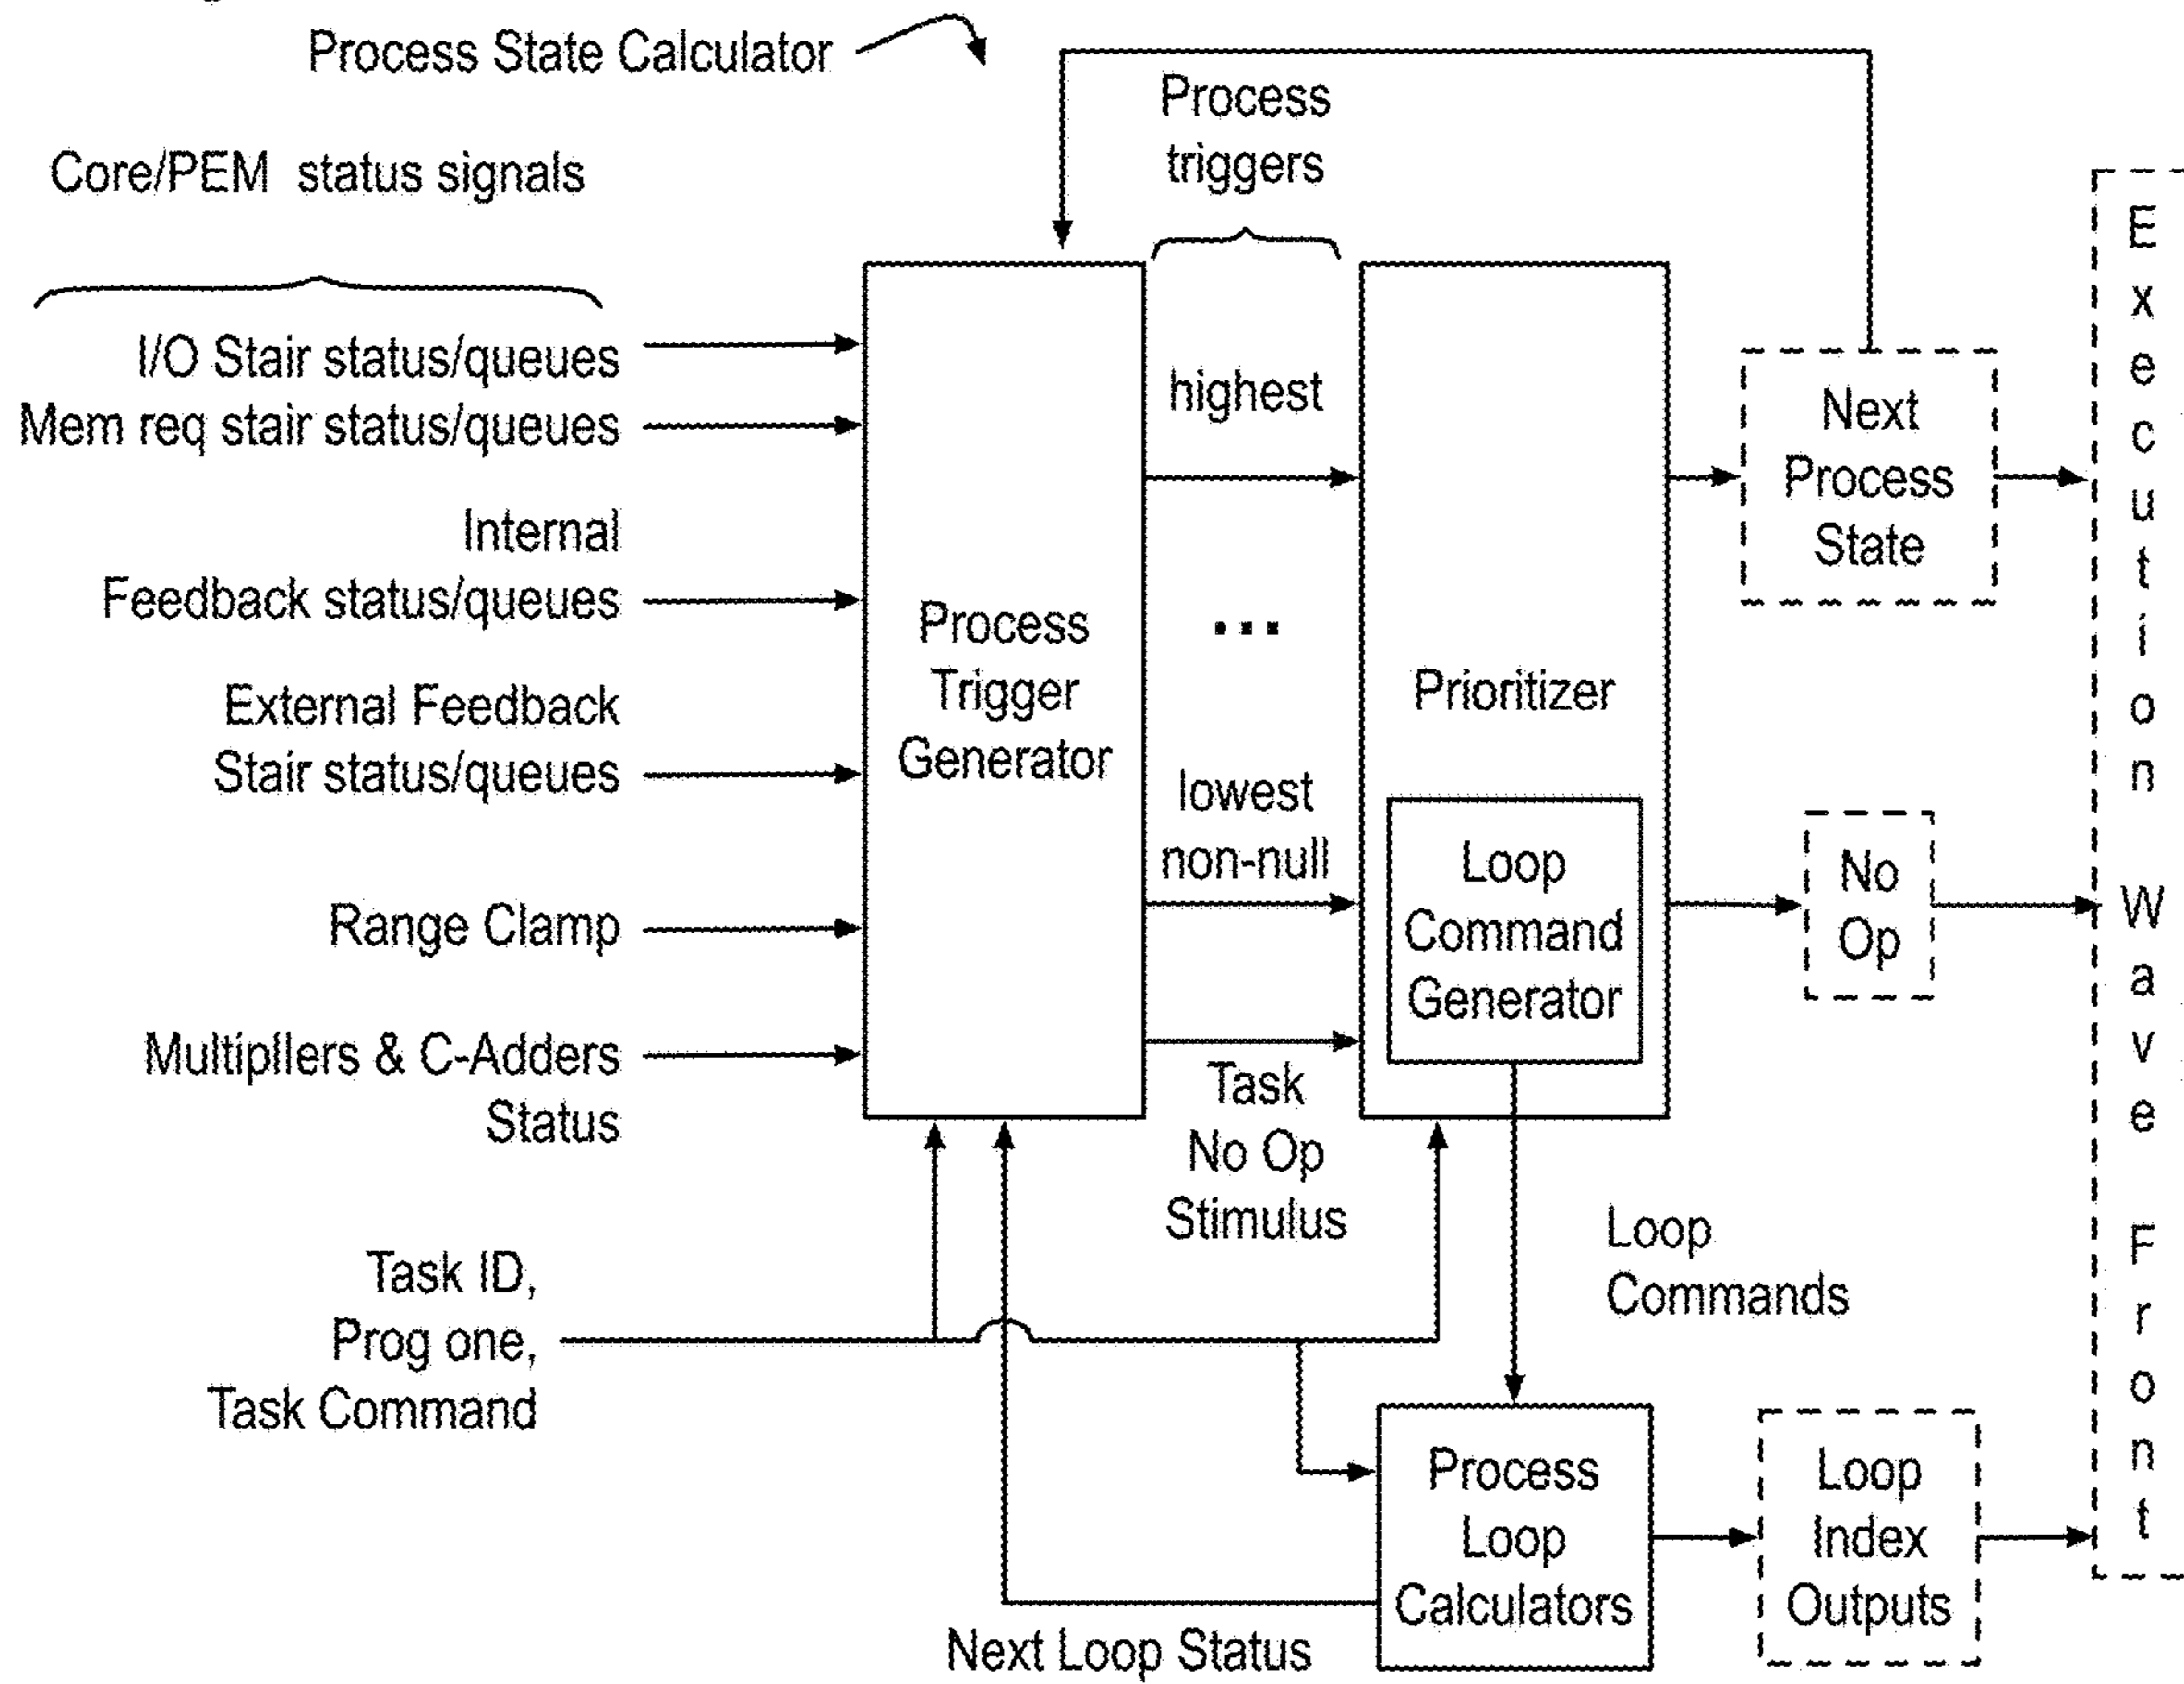 Process State Calculator
Process
triggers
Core/PEM status signals
I/O Stair status/queues
Mem req stair status/queues
Internal
Feedback status/queues
External Feedback
Stair status/queues
Range Clamp
Multipliers & C-Adders
Status
Task ID,
Prog one,
Task Command
Process
Trigger
Generator
highest
...
lowest
non-null
Task
No Op
Stimulus
Prioritizer
Loop
Command
Generator
Loop
Commands
Next
Process
State
No
Op
Process
Loop
Calculators
Next Loop Status
Loop
Index
Outputs
Execution Wave Front